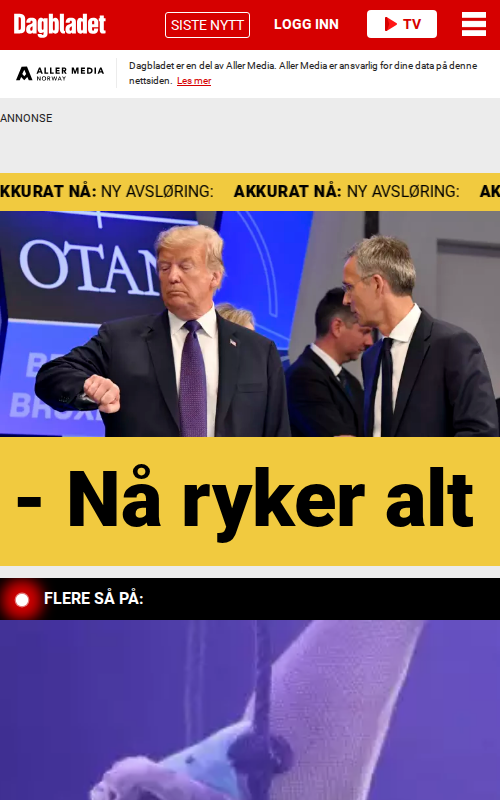 Dagbladet
SISTE NYTT
LOGG INN
TV
ALLER MEDIA
NORWAY
Dagbladet er en del av Aller Media. Aller Media er ansvarlig for dine data på denne
nettsiden. Les mer
ANNONSE
KKURAT NÅ: NY AVSLØRING: AKKURAT NÅ: NY AVSLØRING: AK
OTAN
BR
BRUX
- Nå ryker alt
FLERE SÅ PÅ: